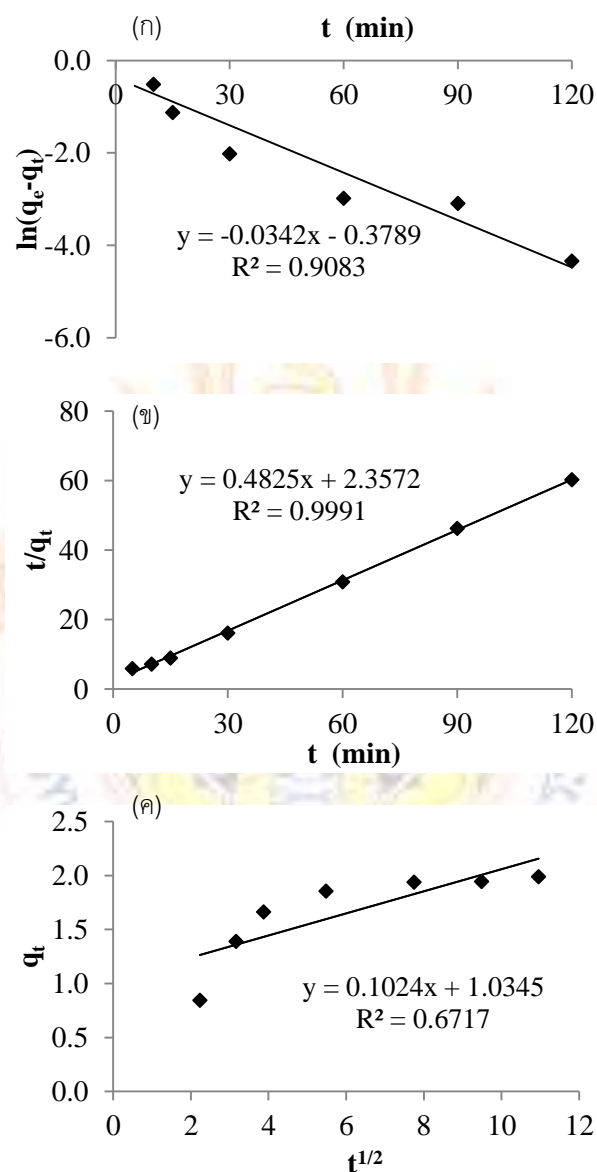 (ก)
t (min)
0.0
0 30 60 90 120
-2.0
-4.0
-6.0
ln(qₑ-qₜ)
y = -0.0342x - 0.3789
R² = 0.9083
(ข)
80
60
40
20
0
t/qₜ
y = 0.4825x + 2.3572
R² = 0.9991
0 30 60 90 120
t (min)
(ค)
2.5
2.0
1.5
1.0
0.5
0.0
qₜ
y = 0.1024x + 1.0345
R² = 0.6717
0 2 4 6 8 10 12
t¹/²